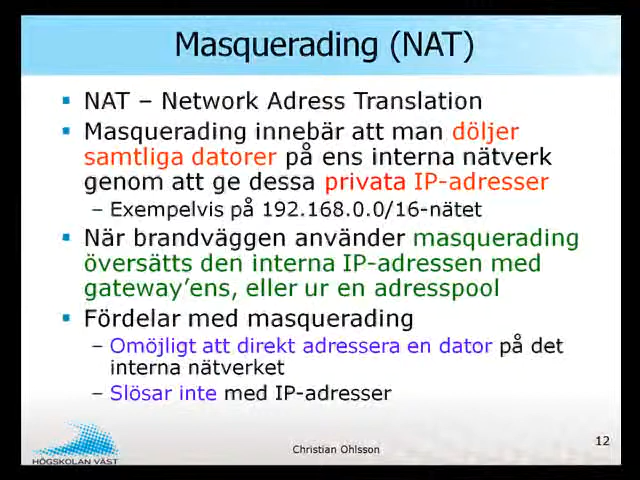 Masquerading (NAT)
NAT – Network Adress Translation
Masquerading innebär att man döljer
samtliga datorer på ens interna nätverk
genom att ge dessa privata IP-adresser
– Exempelvis på 192.168.0.0/16-nätet
När brandväggen använder masquerading
översätts den interna IP-adressen med
gateway’ens, eller ur en adresspool
Fördelar med masquerading
– Omöjligt att direkt adressera en dator på det
interna nätverket
– Slösar inte med IP-adresser
12
Christian Ohlsson
HÖGSKOLAN VÄST